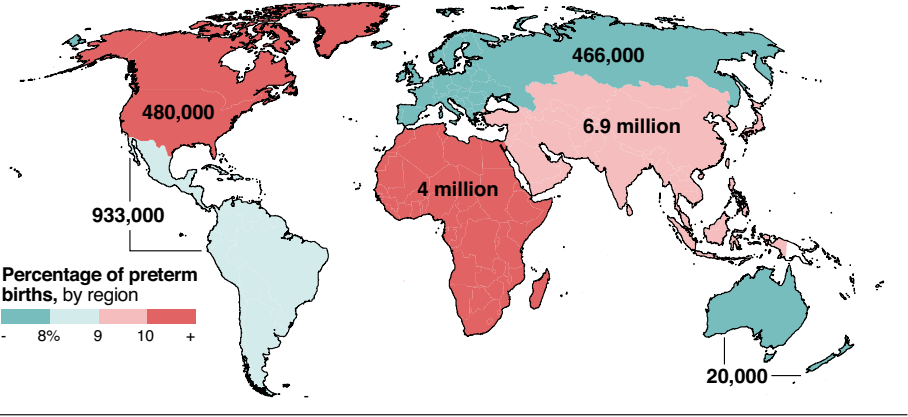 466,000
480,000
6.9 million
4 million
933,000
Percentage of preterm
births, by region
- 8% 9 10 +
20,000